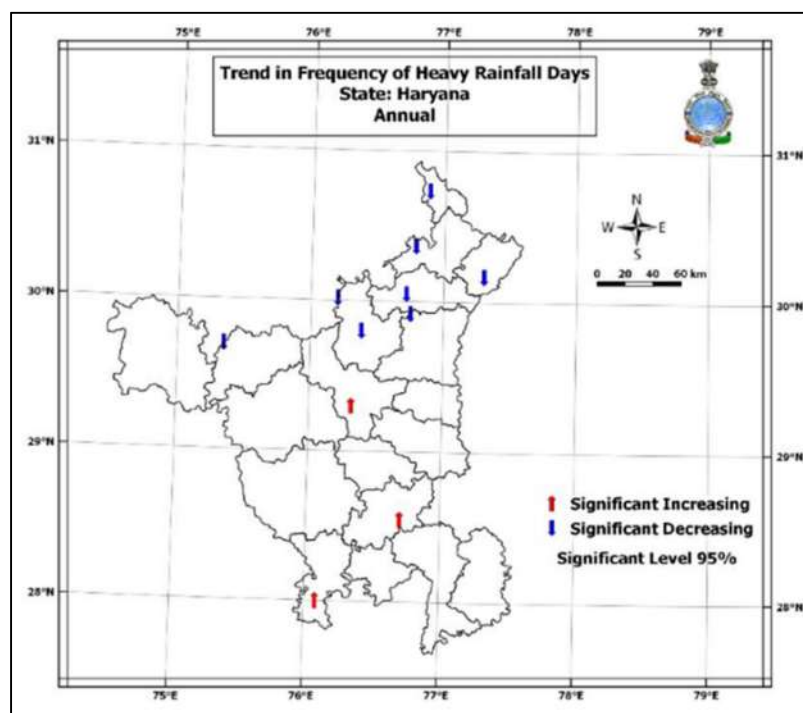 75°E 76°E 77°E 78°E 79°E
Trend in Frequency of Heavy Rainfall Days
State: Haryana
Annual
31°N 31°N
N
W E
S
0 20 40 60 km
30°N 30°N
29°N 29°N
Significant Increasing
Significant Decreasing
Significant Level 95%
28°N 28°N
75°E 76°E 77°E 78°E 79°E